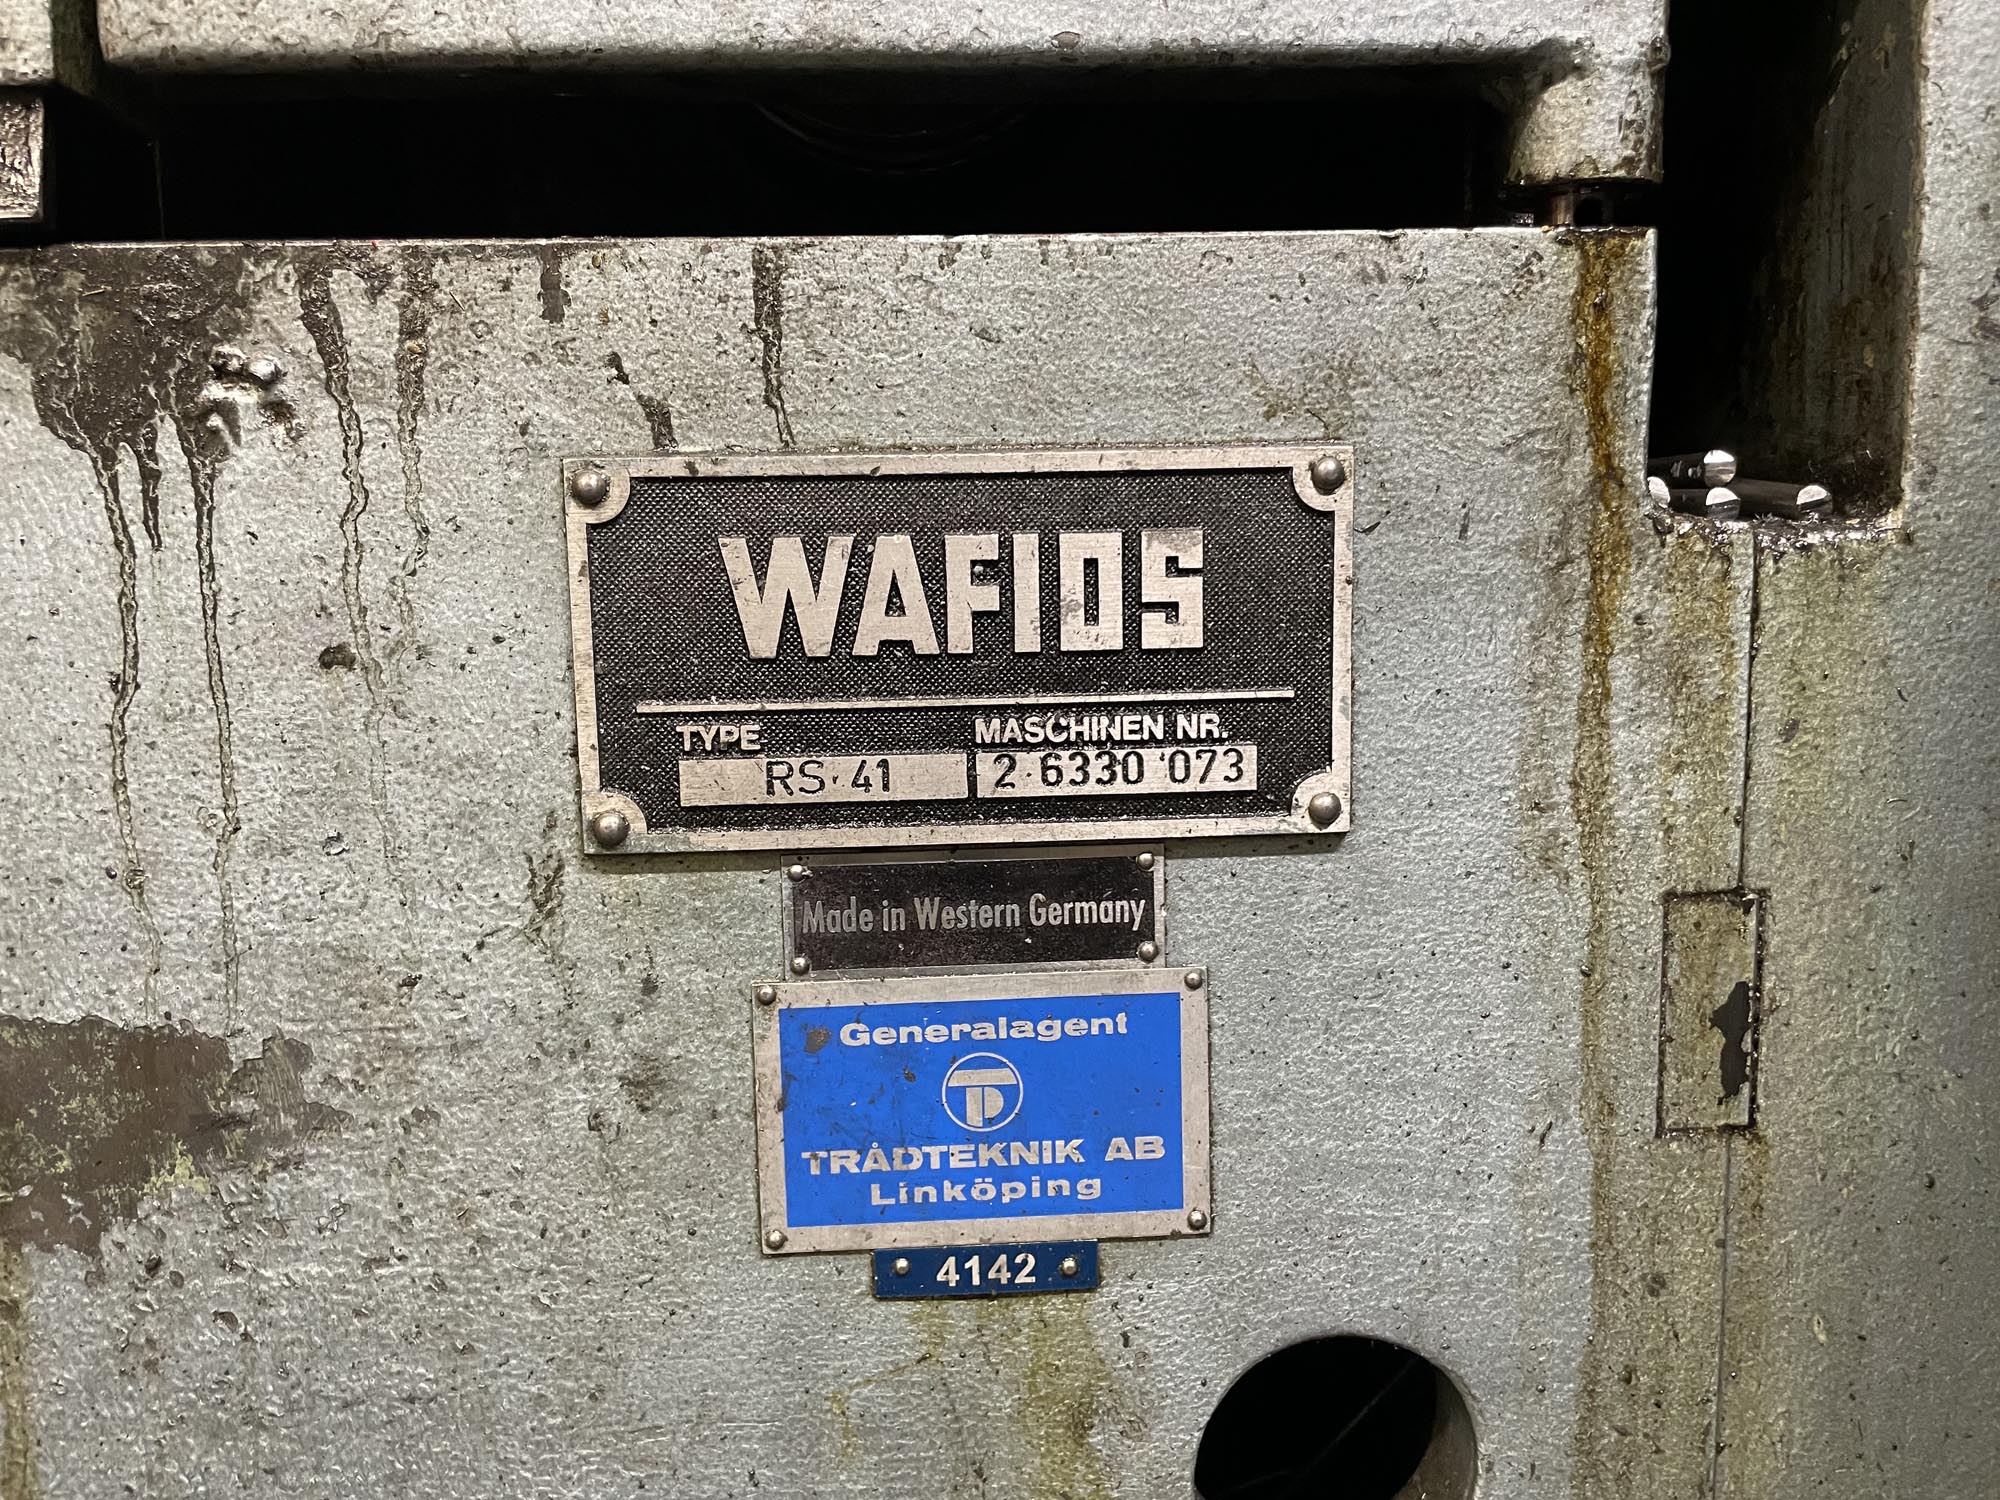 WAFIOS
TYPE MASCHINEN NR.
RS 41 2 6330 073
Made in Western Germany
Generalagent
TRÅDTEKNIK AB
Linköping
4142